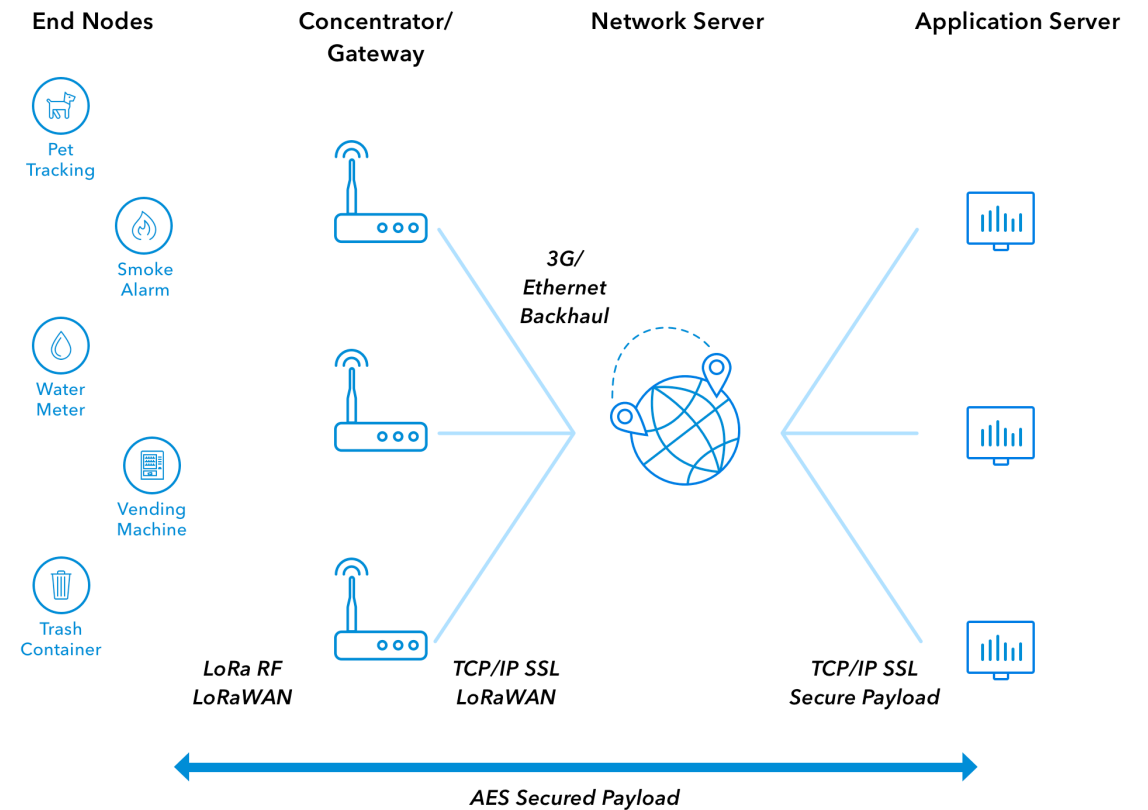 End Nodes
Concentrator/
Gateway
Network Server
Application Server
Pet
Tracking
Smoke
Alarm
Water
Meter
Vending
Machine
Trash
Container
3G/
Ethernet
Backhaul
LoRa RF
LoRaWAN
TCP/IP SSL
LoRaWAN
TCP/IP SSL
Secure Payload
AES Secured Payload